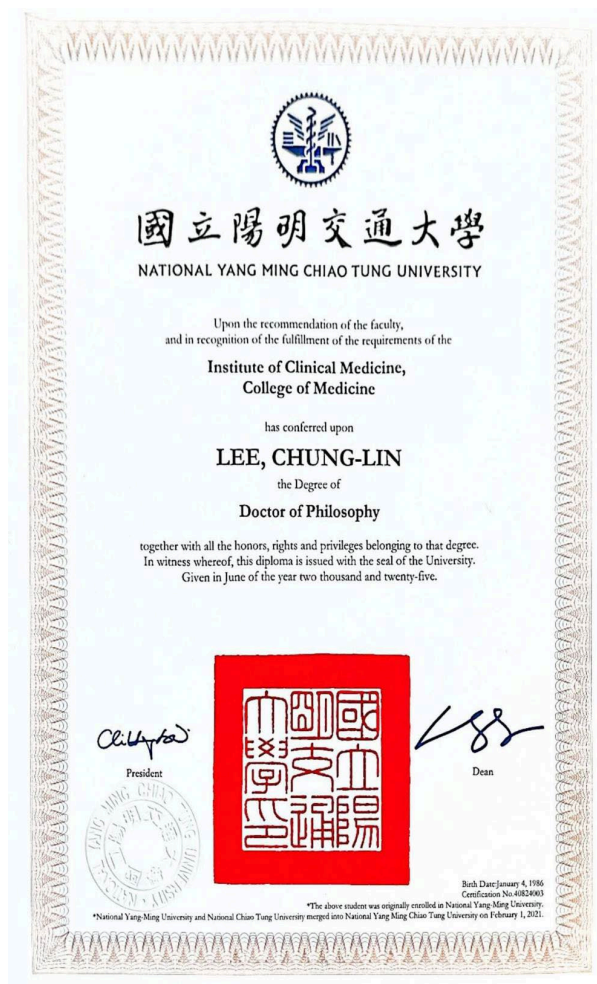 國立陽明交通大學
NATIONAL YANG MING CHIAO TUNG UNIVERSITY
Upon the recommendation of the faculty,
and in recognition of the fulfillment of the requirements of the
Institute of Clinical Medicine,
College of Medicine
has conferred upon
LEE, CHUNG-LIN
the Degree of
Doctor of Philosophy
together with all the honors, rights and privileges belonging to that degree.
In witness whereof, this diploma is issued with the seal of the University.
Given in June of the year two thousand and twenty-five.
國立陽
明交通
大學印
President
Dean
NATIONAL YANG MING CHIAO TUNG UNIVERSITY
Birth Date:January 4, 1986
Certification No.40824003
*The above student was originally enrolled in National Yang-Ming University.
*National Yang-Ming University and National Chiao Tung University merged into National Yang Ming Chiao Tung University on February 1, 2021.